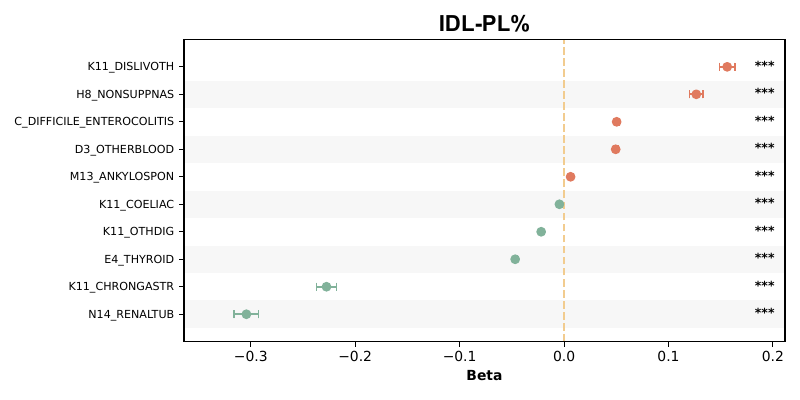 IDL-PL%
K11_DISLIVOTH ***
H8_NONSUPPNAS ***
C_DIFFICILE_ENTEROCOLITIS ***
D3_OTHERBLOOD ***
M13_ANKYLOSPON ***
K11_COELIAC ***
K11_OTHDIG ***
E4_THYROID ***
K11_CHRONGASTR ***
N14_RENALTUB ***
−0.3 −0.2 −0.1 0.0 0.1 0.2
Beta